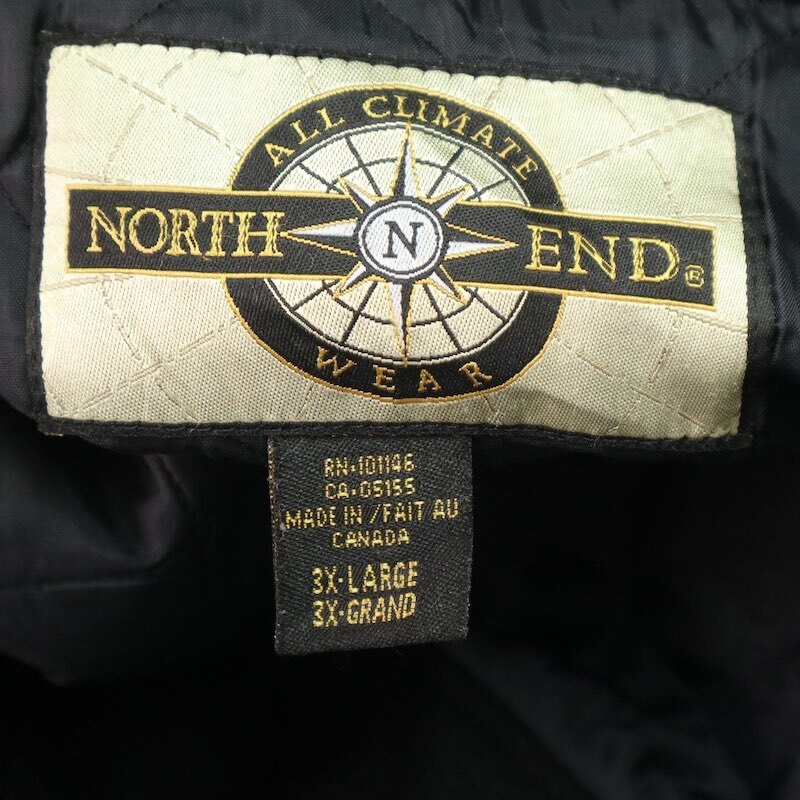 ALL CLIMATE
NORTH N END®
WEAR
RN•101146
CA•05155
MADE IN / FAIT AU
CANADA
3X-LARGE
3X-GRAND